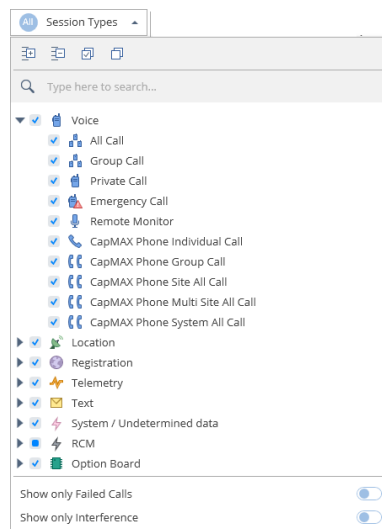 All Session Types
Type here to search...
Voice
All Call
Group Call
Private Call
Emergency Call
Remote Monitor
CapMAX Phone Individual Call
CapMAX Phone Group Call
CapMAX Phone Site All Call
CapMAX Phone Multi Site All Call
CapMAX Phone System All Call
Location
Registration
Telemetry
Text
System / Undetermined data
RCM
Option Board
Show only Failed Calls
Show only Interference